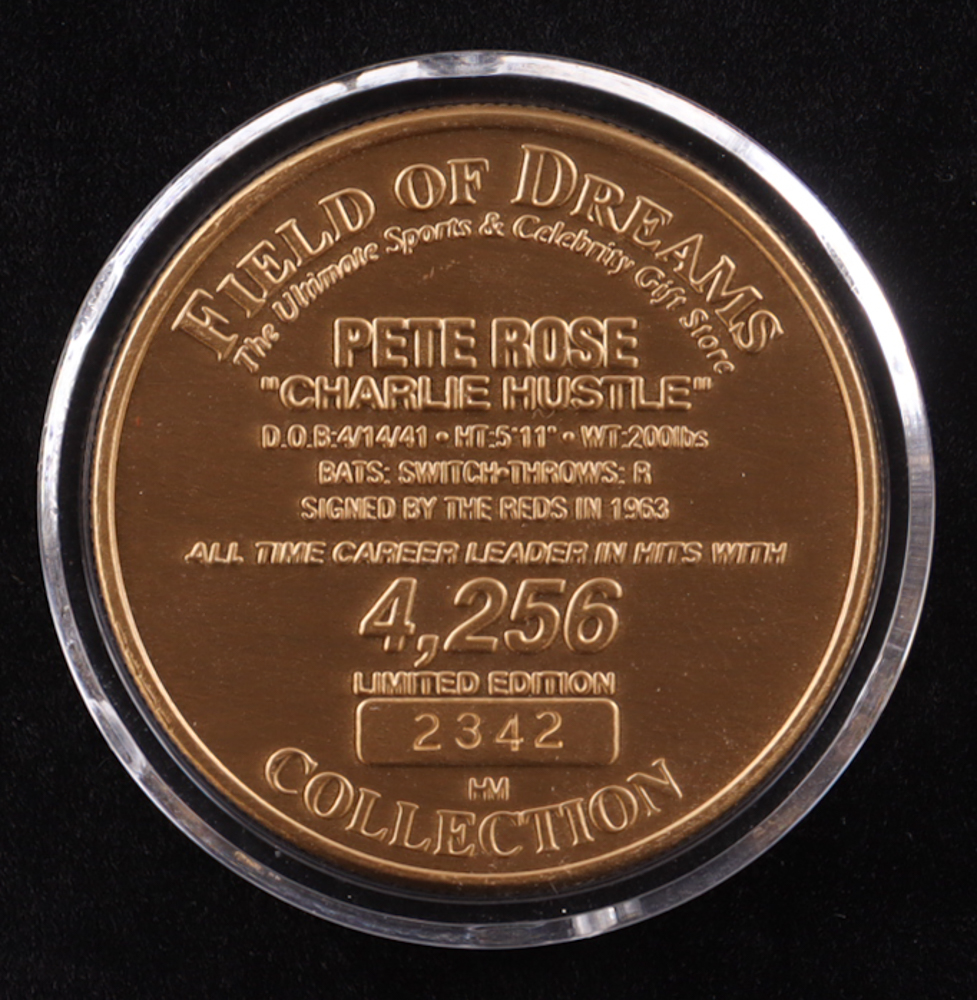 FIELD OF DREAMS
The Ultimate Sports & Celebrity Gift Store
PETE ROSE
"CHARLIE HUSTLE"
D.O.B:4/14/41 • HT:5'11" • WT:200lbs
BATS: SWITCH•THROWS: R
SIGNED BY THE REDS IN 1963
ALL TIME CAREER LEADER IN HITS WITH
4,256
LIMITED EDITION
2342
HM
COLLECTION